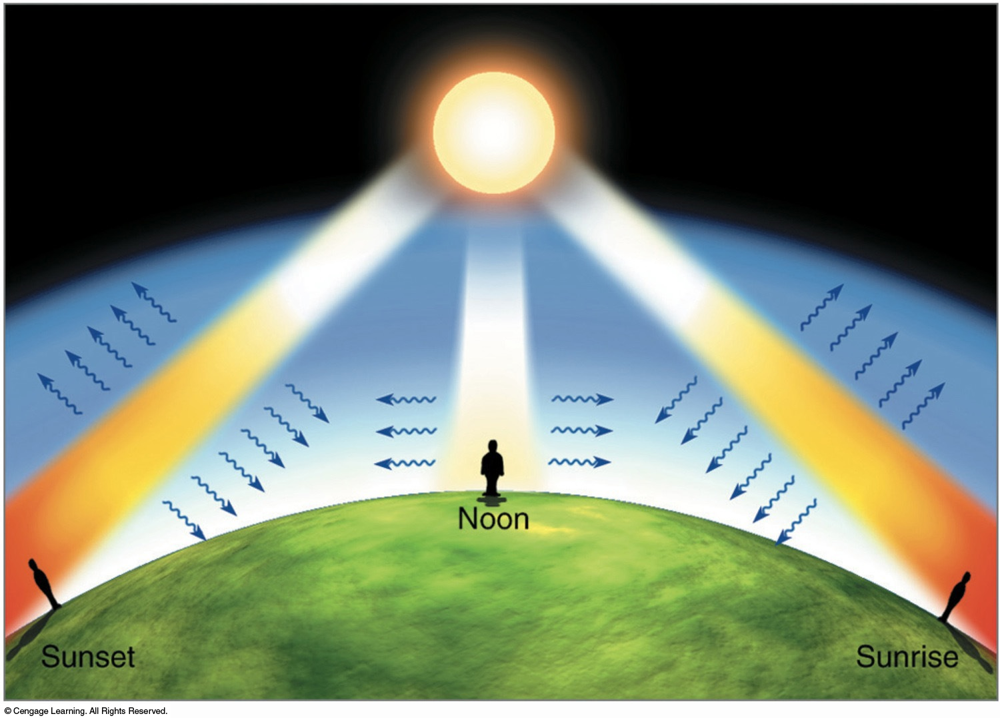 Noon
Sunset
Sunrise
© Cengage Learning. All Rights Reserved.